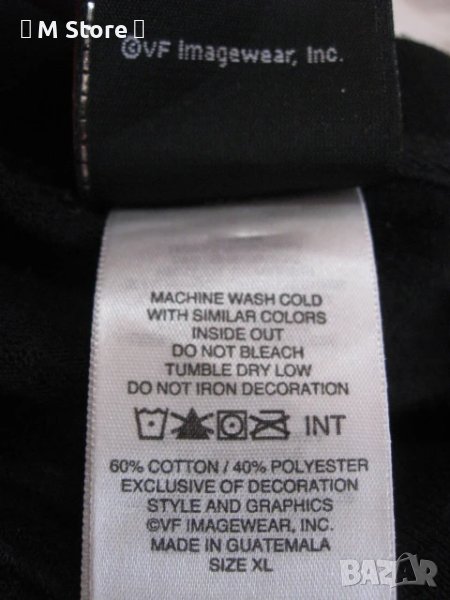 M Store
©VF Imagewear, Inc.
MACHINE WASH COLD
WITH SIMILAR COLORS
INSIDE OUT
DO NOT BLEACH
TUMBLE DRY LOW
DO NOT IRON DECORATION
INT
60% COTTON / 40% POLYESTER
EXCLUSIVE OF DECORATION
STYLE AND GRAPHICS
©VF IMAGEWEAR, INC.
MADE IN GUATEMALA
SIZE XL
BAZAR